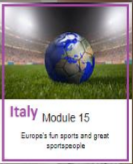 Italy Module 15
Europe's fun sports and great
sportspeople